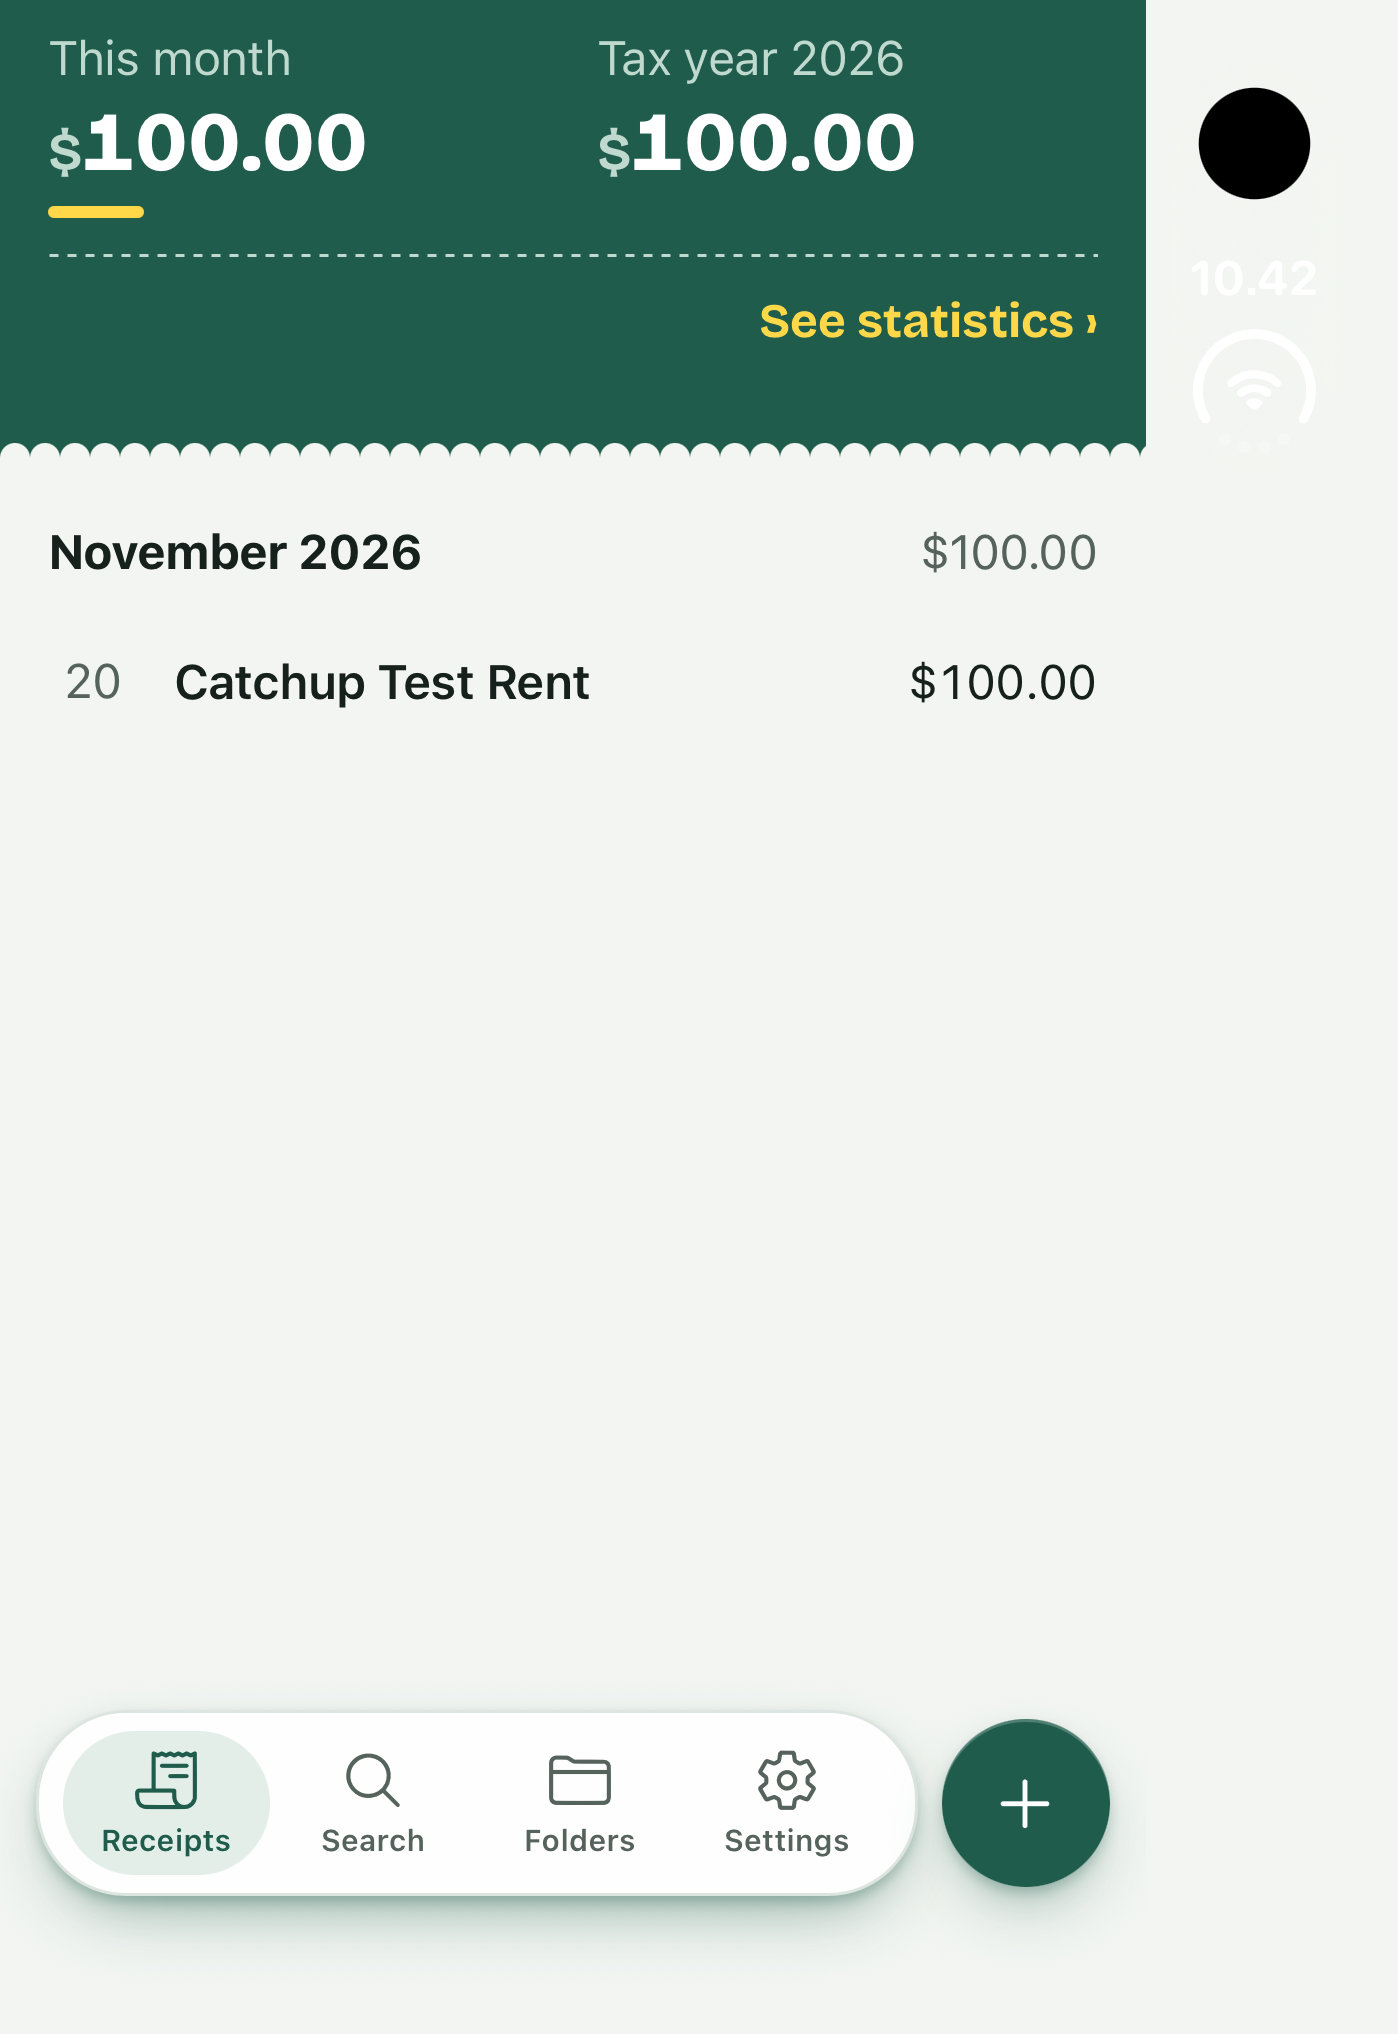 This month
$100.00
Tax year 2026
$100.00
See statistics ›
10.42
November 2026
$100.00
20 Catchup Test Rent $100.00
Receipts
Search
Folders
Settings